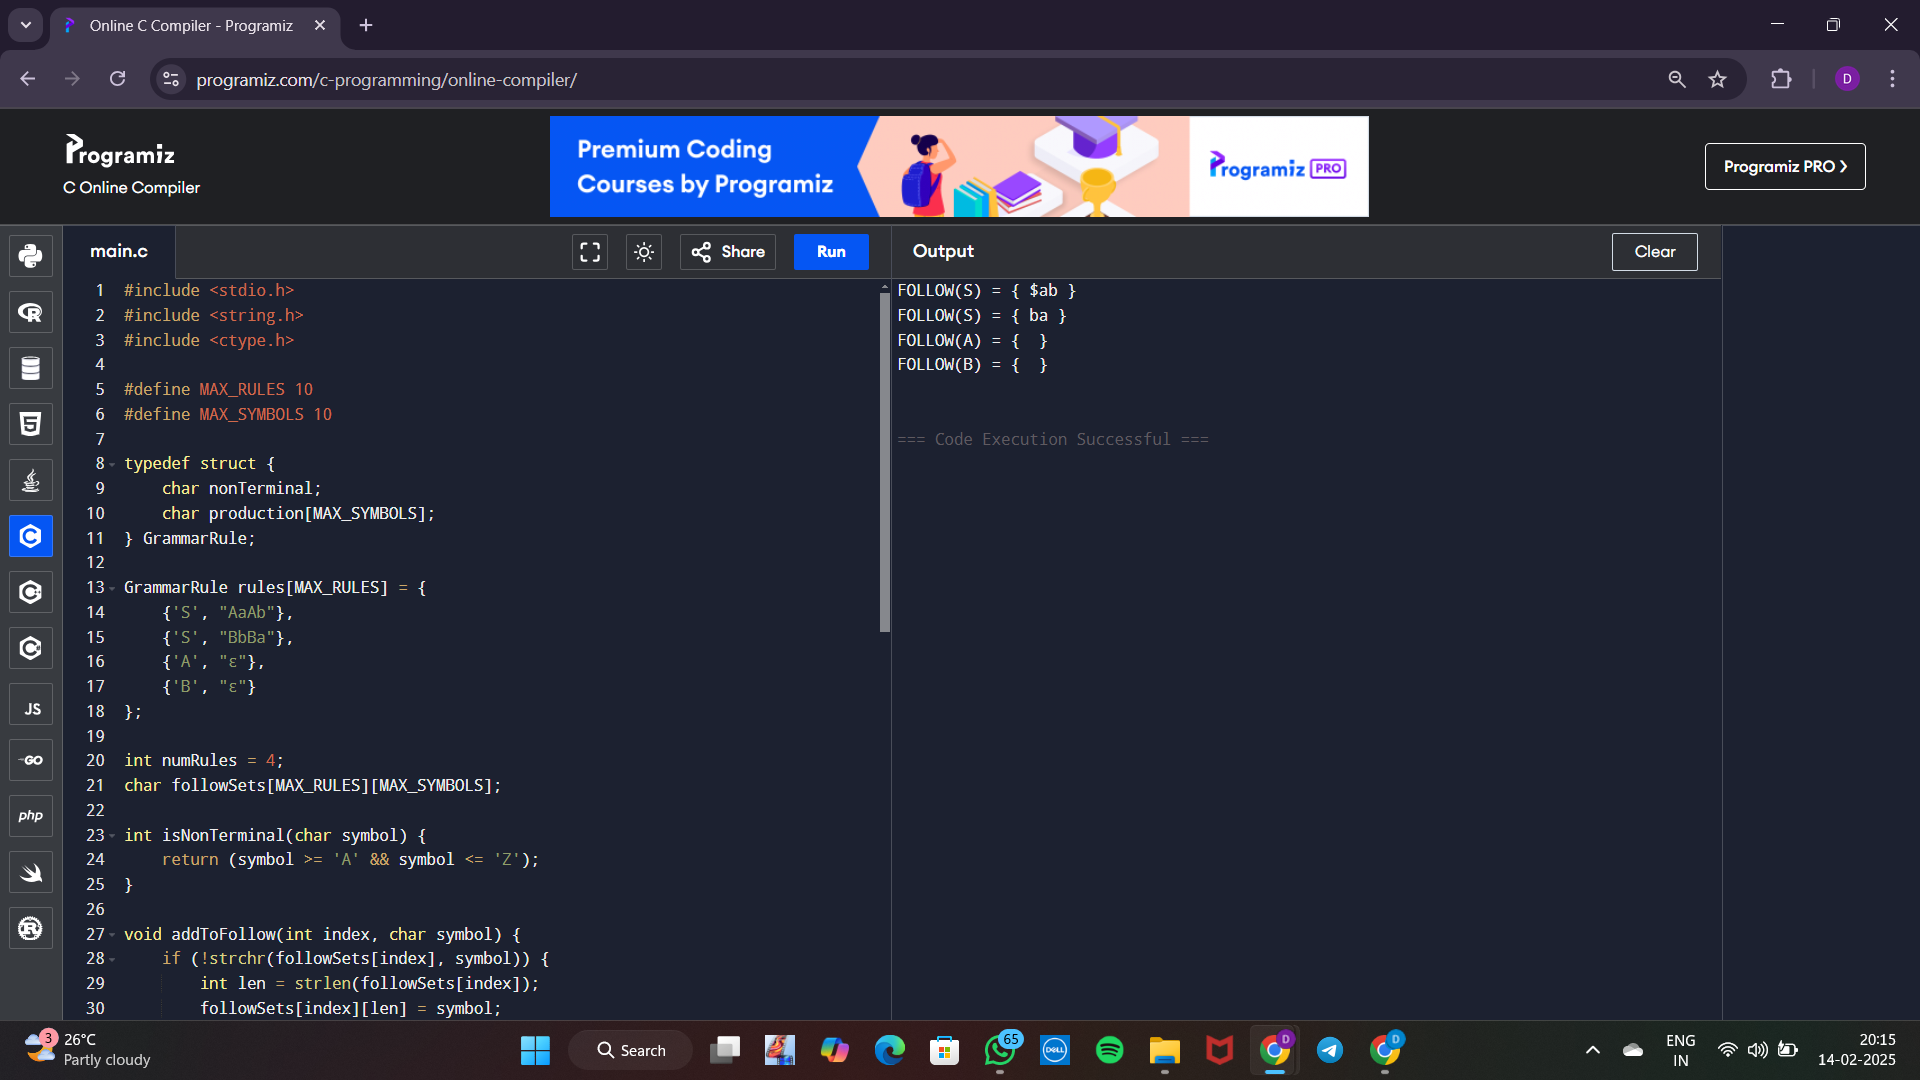 Online C Compiler - Programiz
programiz.com/c-programming/online-compiler/
D
Programiz
C Online Compiler
Premium Coding
Courses by Programiz
Programiz PRO
Programiz PRO
main.c
Share
Run
Output
Clear
1 #include <stdio.h>
2 #include <string.h>
3 #include <ctype.h>
4
5 #define MAX_RULES 10
6 #define MAX_SYMBOLS 10
7
8 typedef struct {
9 char nonTerminal;
10 char production[MAX_SYMBOLS];
11 } GrammarRule;
12
13 GrammarRule rules[MAX_RULES] = {
14 {'S', "AaAb"},
15 {'S', "BbBa"},
16 {'A', "ε"},
17 {'B', "ε"}
18 };
19
20 int numRules = 4;
21 char followSets[MAX_RULES][MAX_SYMBOLS];
22
23 int isNonTerminal(char symbol) {
24 return (symbol >= 'A' && symbol <= 'Z');
25 }
26
27 void addToFollow(int index, char symbol) {
28 if (!strchr(followSets[index], symbol)) {
29 int len = strlen(followSets[index]);
30 followSets[index][len] = symbol;
FOLLOW(S) = { $ab }
FOLLOW(S) = { ba }
FOLLOW(A) = {  }
FOLLOW(B) = {  }
=== Code Execution Successful ===
R
5
C
C
C
JS
GO
php
R
3
26°C
Partly cloudy
Search
65
DELL
D
D
ENG
IN
20:15
14-02-2025